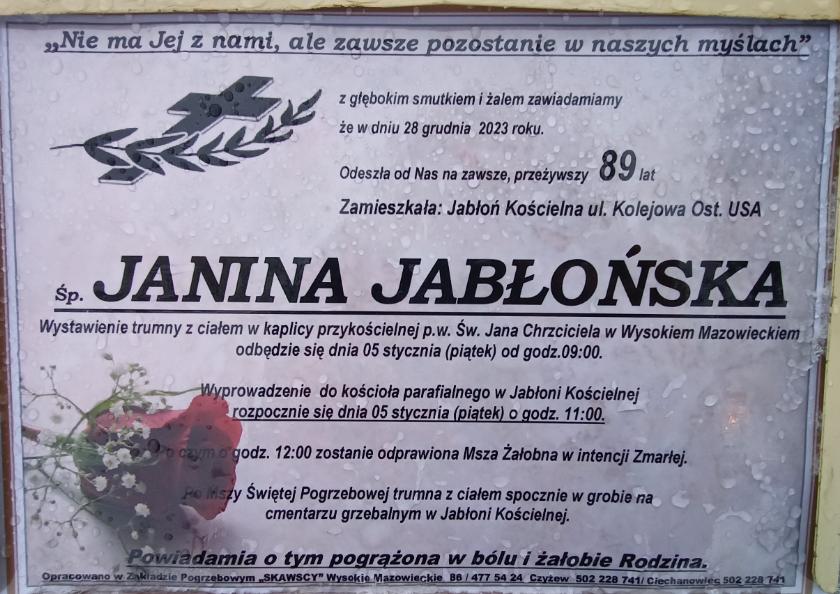 „Nie ma Jej z nami, ale zawsze pozostanie w naszych myślach”
z głębokim smutkiem i żalem zawiadamiamy
że w dniu 28 grudnia 2023 roku.
Odeszła od Nas na zawsze, przeżywszy 89 lat
Zamieszkała: Jabłoń Kościelna ul. Kolejowa Ost. USA
Śp. JANINA JABŁOŃSKA
Wystawienie trumny z ciałem w kaplicy przykościelnej p.w. Św. Jana Chrzciciela w Wysokiem Mazowieckiem
odbędzie się dnia 05 stycznia (piątek) od godz.09:00.
Wyprowadzenie do kościoła parafialnego w Jabłoni Kościelnej
rozpocznie się dnia 05 stycznia (piątek) o godz. 11:00.
Po czym o godz. 12:00 zostanie odprawiona Msza Żałobna w intencji Zmarłej.
Po Mszy Świętej Pogrzebowej trumna z ciałem spocznie w grobie na
cmentarzu grzebalnym w Jabłoni Kościelnej.
Powiadamia o tym pogrążona w bólu i żałobie Rodzina.
Opracowano w Zakładzie Pogrzebowym „SKAWSCY” Wysokie Mazowieckie 86 / 477 54 24 Czyżew 502 228 741/ Ciechanowiec 502 228 741